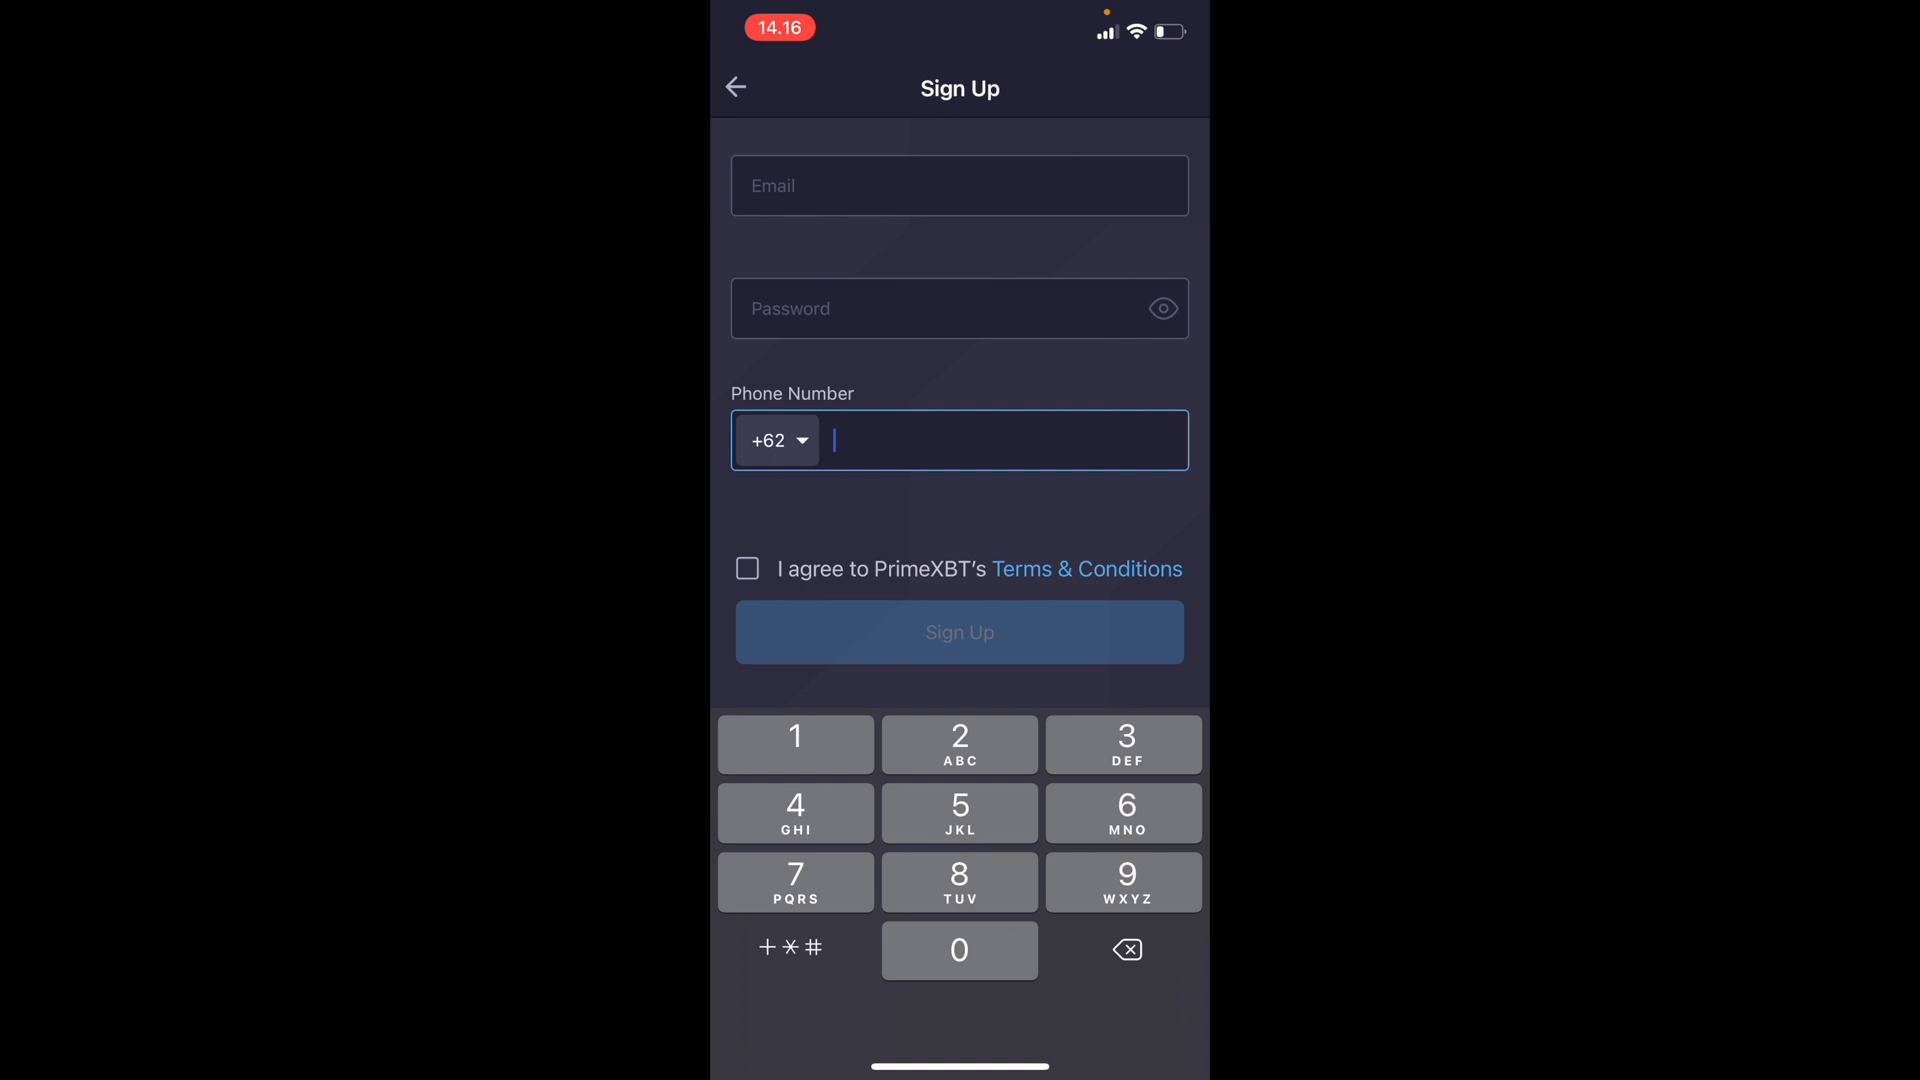 14.16
Sign Up
Email
Password
Phone Number
+62
I agree to PrimeXBT’s Terms & Conditions
Sign Up
1 2 3
ABC DEF
4 5 6
GHI JKL MNO
7 8 9
PQRS TUV WXYZ
+*# 0